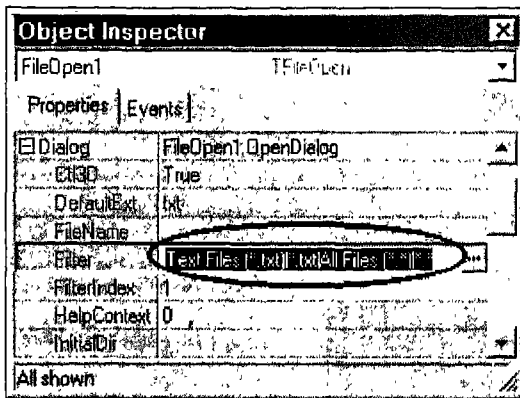 Object Inspector
FileOpen1 TFileOpen
Properties Events
Dialog FileOpen1.OpenDialog
Ctl3D True
DefaultExt txt
FileName
Filter Text Files (*.txt)|*.txt|All Files (*.*)|*.*
FilterIndex 1
HelpContext 0
InitialDir
All shown